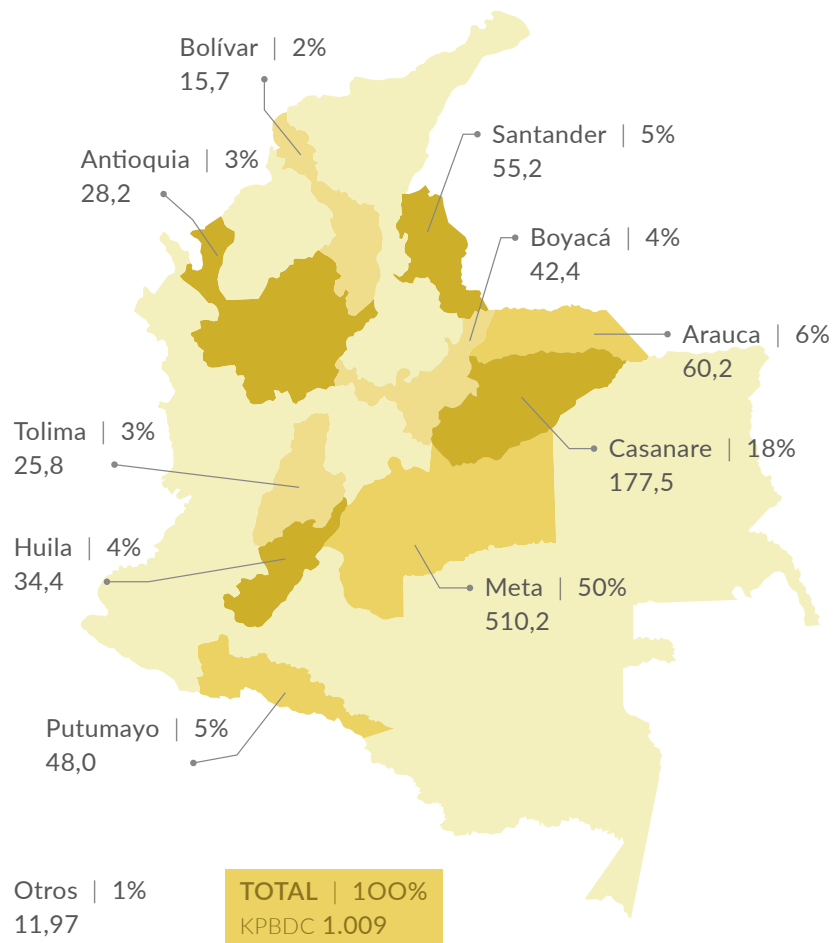 Bolívar | 2%
15,7
Santander | 5%
55,2
Antioquia | 3%
28,2
Boyacá | 4%
42,4
Arauca | 6%
60,2
Tolima | 3%
25,8
Casanare | 18%
177,5
Huila | 4%
34,4
Meta | 50%
510,2
Putumayo | 5%
48,0
Otros | 1%
11,97
TOTAL | 100%
KPBDC 1.009